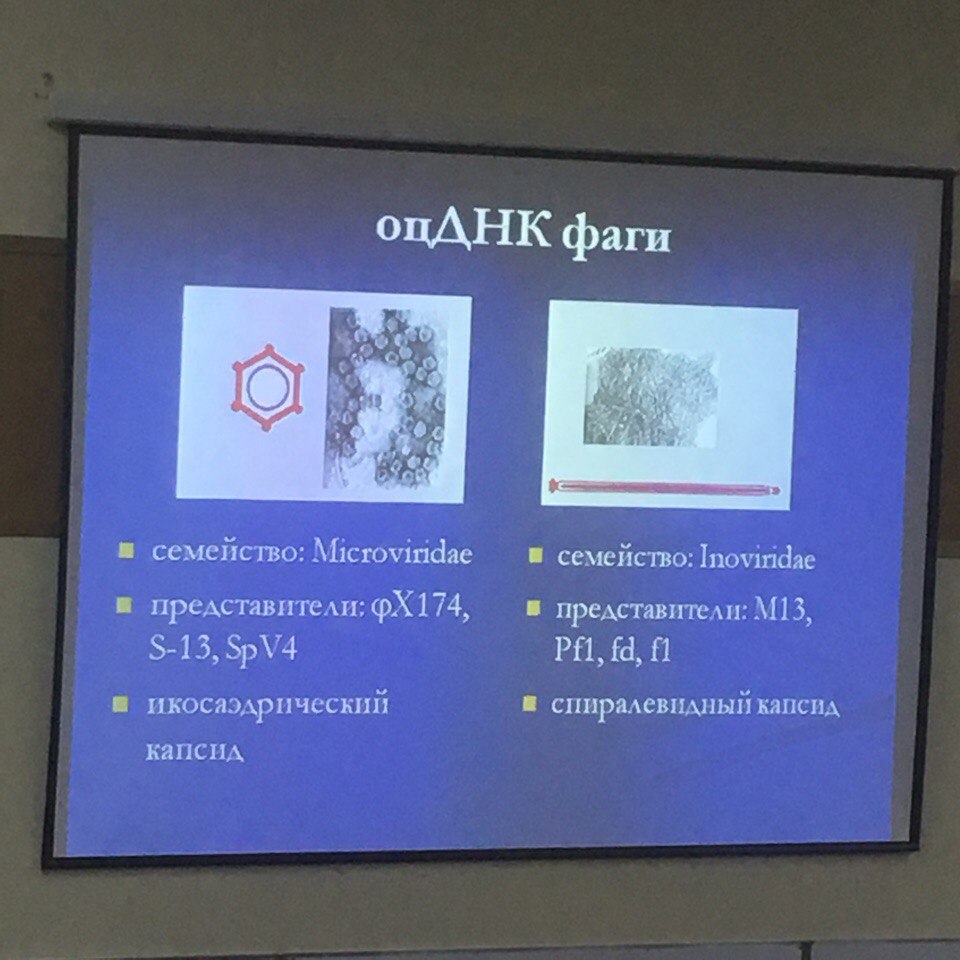 оцДНК фаги
семейство: Microviridae
представители: φX174,
S-13, SpV4
икосаэдрический
капсид
семейство: Inoviridae
представители: M13,
Pf1, fd, f1
спиралевидный капсид